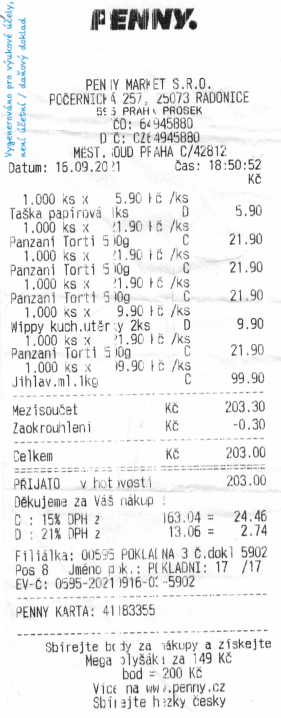 Vygenerováno pro výukové účely,
není účetní / daňový doklad
PENNY.
PENNY MARKET S.R.O.
POČERNICKÁ 257, 25073 RADONICE
595 PRAHA PROSEK
IČO: 64945880
DIČ: CZ64945880
MĚST. SOUD PRAHA C/42812
Datum: 16.09.2021 Čas: 18:50:52
Kč
1.000 ks x 5.90 Kč /ks
Taška papírová 1ks D 5.90
1.000 ks x 21.90 Kč /ks
Panzani Torti 500g C 21.90
1.000 ks x 21.90 Kč /ks
Panzani Torti 500g C 21.90
1.000 ks x 21.90 Kč /ks
Panzani Torti 500g C 21.90
1.000 ks x 9.90 Kč /ks
Wippy kuch.utěrky 2ks D 9.90
1.000 ks x 21.90 Kč /ks
Panzani Torti 500g C 21.90
1.000 ks x 99.90 Kč /ks
Jihlav.ml.1kg C 99.90
Mezisoučet Kč 203.30
Zaokrouhlení Kč -0.30
Celkem Kč 203.00
PŘIJATO v hotovosti 203.00
Děkujeme za Váš nákup !
C : 15% DPH z 163.04 = 24.46
D : 21% DPH z 13.06 = 2.74
Filiálka: 00595 POKLADNA 3 Č.dokl 5902
Pos 8 Jméno pok.: POKLADNÍ: 17 /17
EV-Č: 0595-20210916-03-5902
PENNY KARTA: 41183355
Sbírejte body za nákupy a získejte
Mega plyšáki za 149 Kč
bod = 200 Kč
Více na www.penny.cz
Sbírejte hezky česky